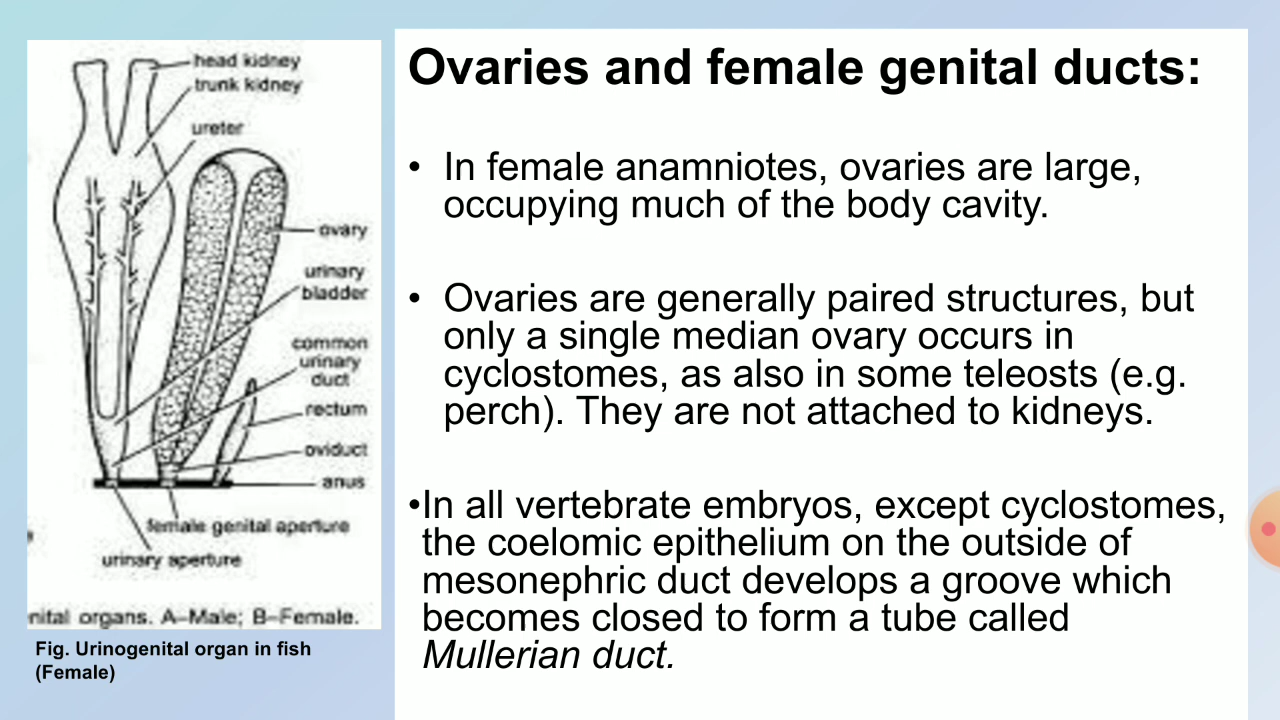 head kidney
trunk kidney
ureter
ovary
urinary
bladder
common
urinary
duct
rectum
oviduct
anus
female genital aperture
urinary aperture
nital organs. A–Male; B–Female.
Fig. Urinogenital organ in fish
(Female)
Ovaries and female genital ducts:
• In female anamniotes, ovaries are large,
occupying much of the body cavity.
• Ovaries are generally paired structures, but
only a single median ovary occurs in
cyclostomes, as also in some teleosts (e.g.
perch). They are not attached to kidneys.
•In all vertebrate embryos, except cyclostomes,
the coelomic epithelium on the outside of
mesonephric duct develops a groove which
becomes closed to form a tube called
Mullerian duct.